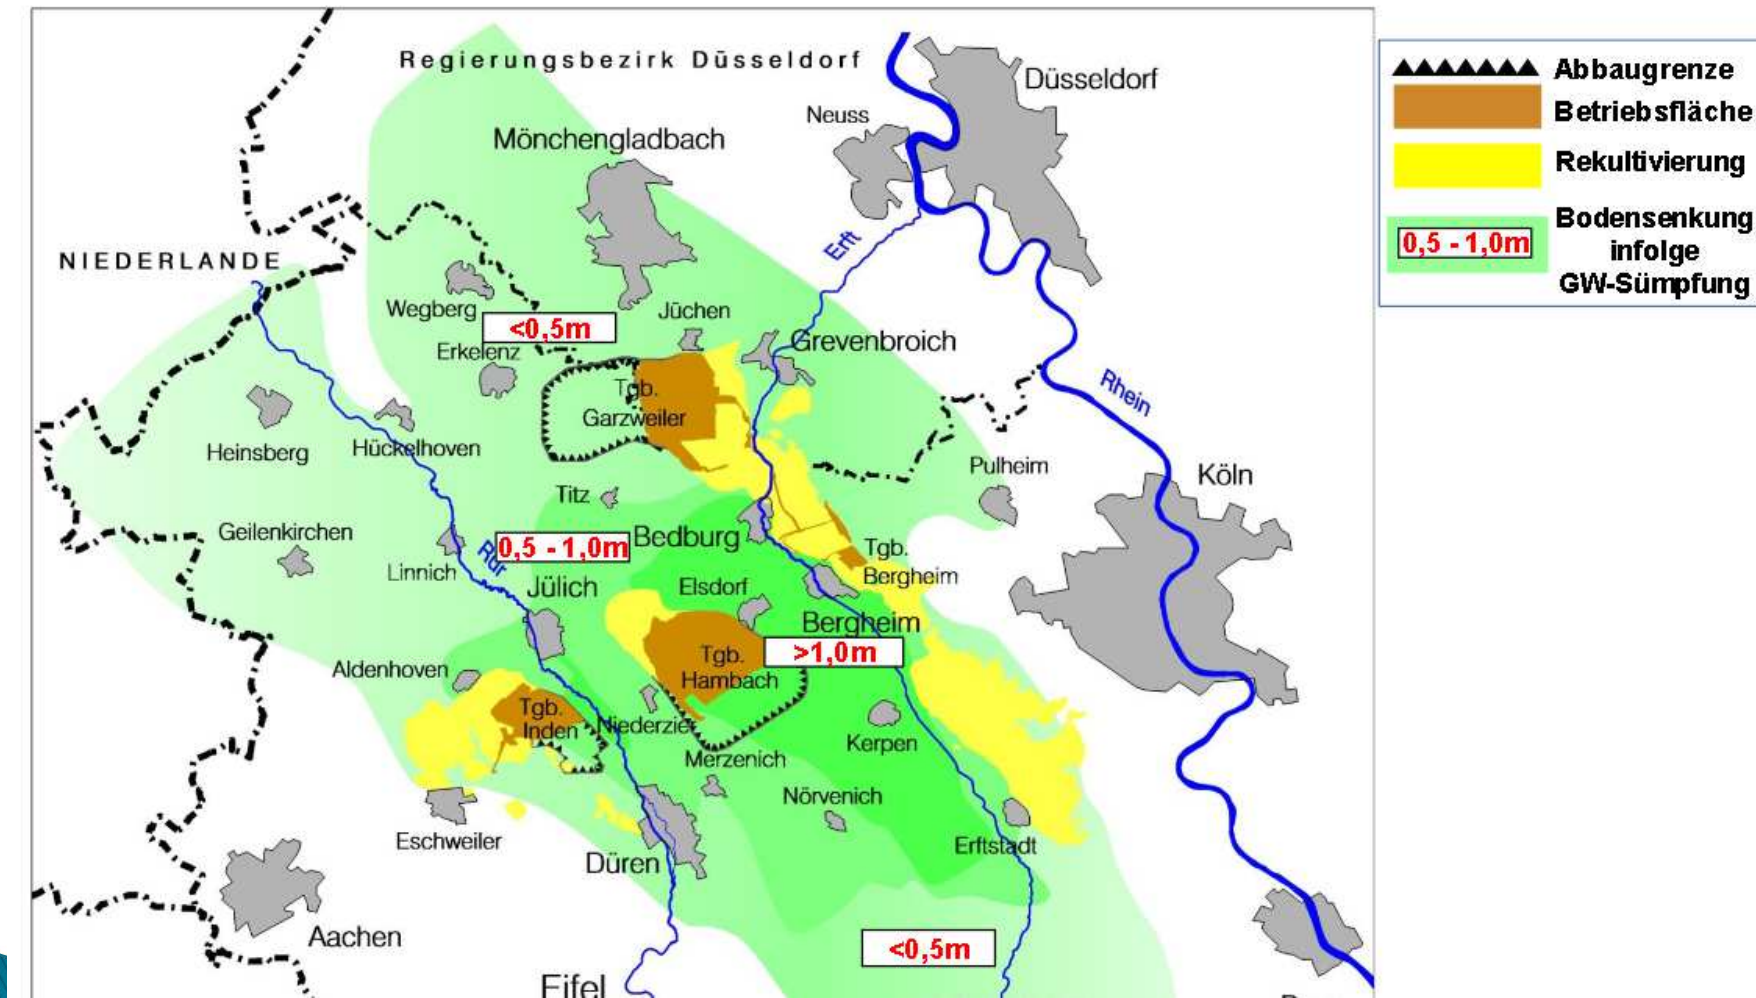 Regierungsbezirk Düsseldorf
Düsseldorf
Neuss
Mönchengladbach
Erft
NIEDERLANDE
Wegberg
<0,5m
Jüchen
Erkelenz
Grevenbroich
Tgb.
Garzweiler
Rhein
Heinsberg
Hückelhoven
Pulheim
Köln
Titz
Geilenkirchen
0,5 - 1,0m
Bedburg
Tgb.
Bergheim
Linnich
Rur
Jülich
Elsdorf
Bergheim
>1,0m
Tgb.
Hambach
Aldenhoven
Tgb.
Inden
Niederzier
Kerpen
Merzenich
Nörvenich
Eschweiler
Düren
Erftstadt
Aachen
<0,5m
Eifel
Abbaugrenze
Betriebsfläche
Rekultivierung
0,5 - 1,0m
Bodensenkung
infolge
GW-Sümpfung